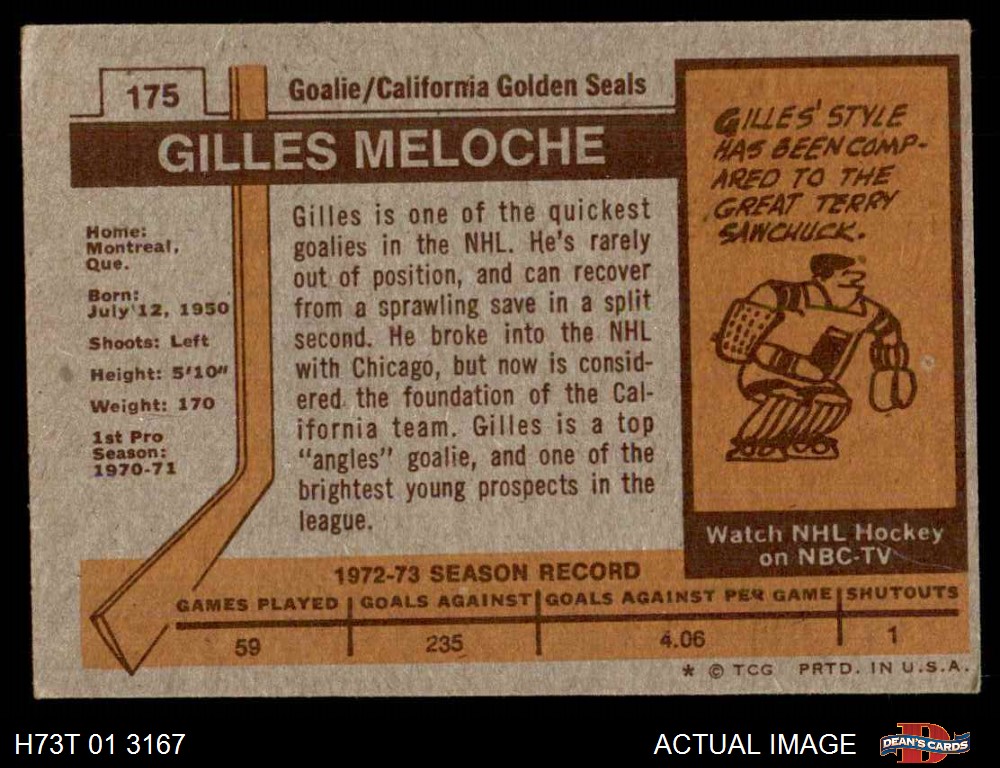 175
Goalie/California Golden Seals
GILLES MELOCHE
Home:
Montreal,
Que.
Born:
July 12, 1950
Shoots: Left
Height: 5'10"
Weight: 170
1st Pro
Season:
1970-71
Gilles is one of the quickest
goalies in the NHL. He's rarely
out of position, and can recover
from a sprawling save in a split
second. He broke into the NHL
with Chicago, but now is consid-
ered the foundation of the Cal-
ifornia team. Gilles is a top
"angles" goalie, and one of the
brightest young prospects in the
league.
GILLES' STYLE
HAS BEEN COMP-
ARED TO THE
GREAT TERRY
SAWCHUCK.
Watch NHL Hockey
on NBC-TV
1972-73 SEASON RECORD
GAMES PLAYED GOALS AGAINST GOALS AGAINST PER GAME SHUTOUTS
59 235 4.06 1
* © TCG PRTD. IN U.S.A.
H73T 01 3167
ACTUAL IMAGE
D
DEAN'S CARDS